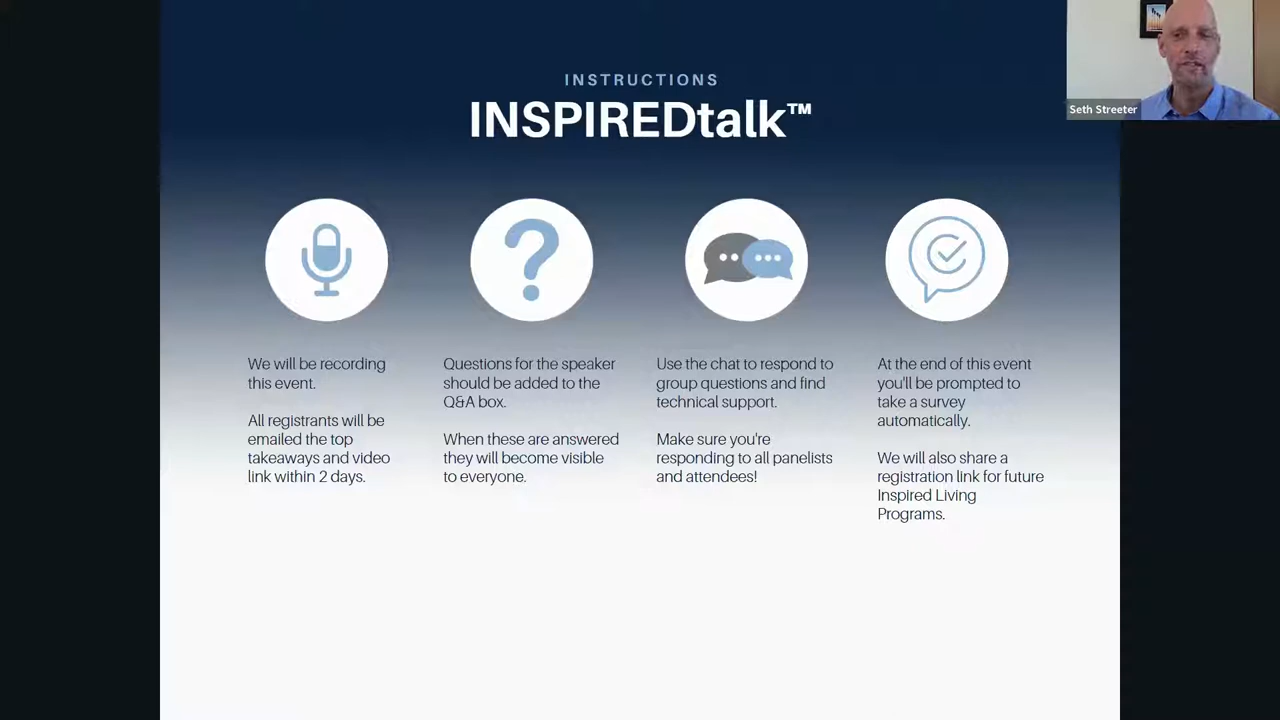 INSTRUCTIONS
INSPIREDtalk™
Seth Streeter
We will be recording
this event.
All registrants will be
emailed the top
takeaways and video
link within 2 days.
Questions for the speaker
should be added to the
Q&A box.
When these are answered
they will become visible
to everyone.
Use the chat to respond to
group questions and find
technical support.
Make sure you're
responding to all panelists
and attendees!
At the end of this event
you'll be prompted to
take a survey
automatically.
We will also share a
registration link for future
Inspired Living
Programs.